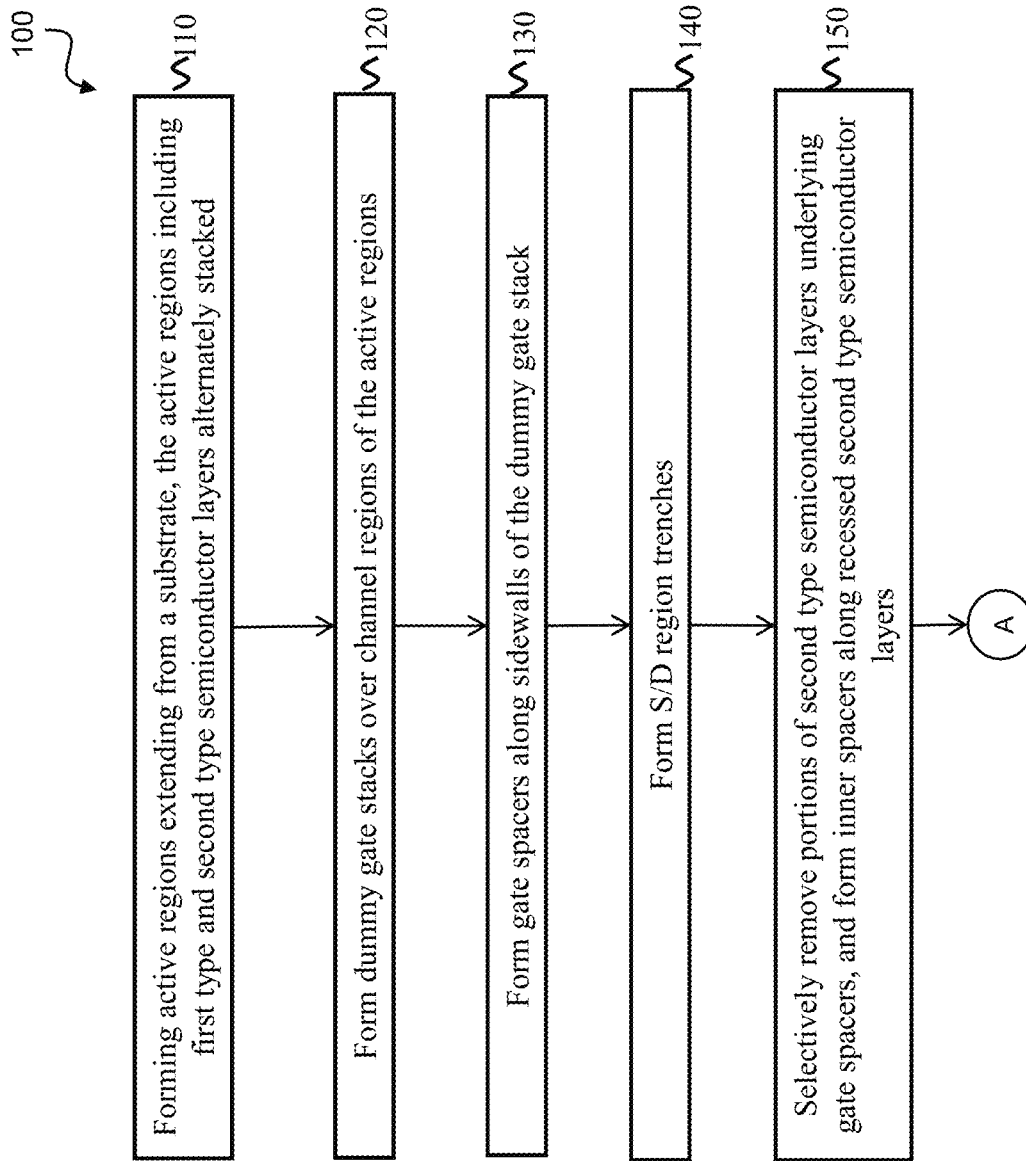 100
110
Forming active regions extending from a substrate, the active regions including
first type and second type semiconductor layers alternately stacked
120
Form dummy gate stacks over channel regions of the active regions
130
Form gate spacers along sidewalls of the dummy gate stack
140
Form S/D region trenches
150
Selectively remove portions of second type semiconductor layers underlying
gate spacers, and form inner spacers along recessed second type semiconductor
layers
A